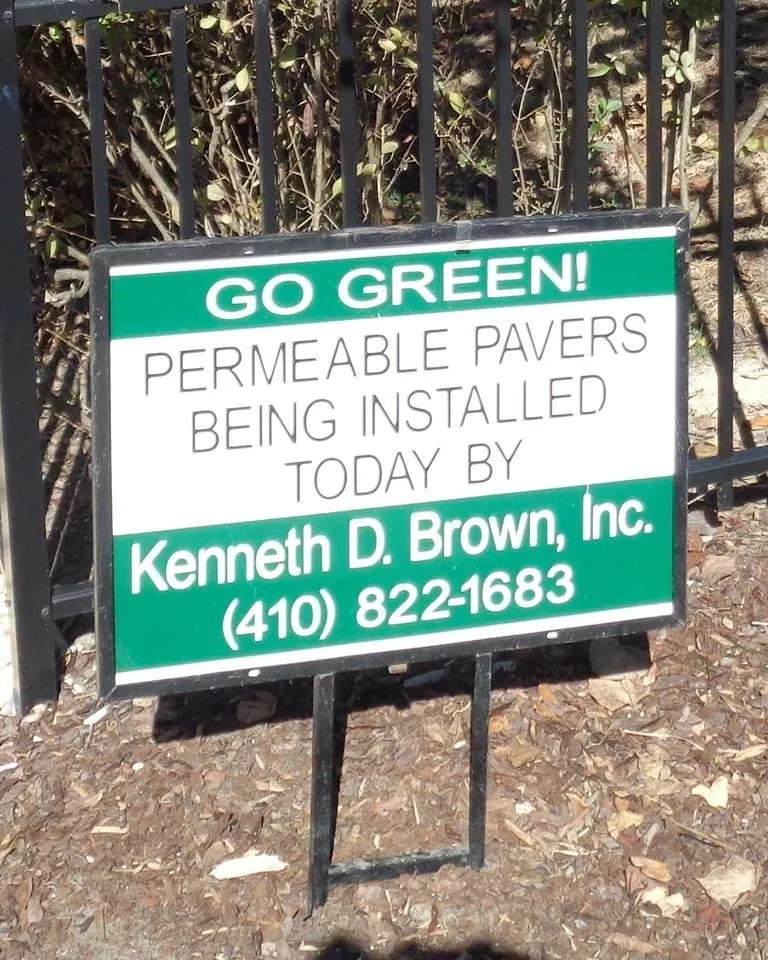 GO GREEN!
PERMEABLE PAVERS
BEING INSTALLED
TODAY BY
Kenneth D. Brown, Inc.
(410) 822-1683